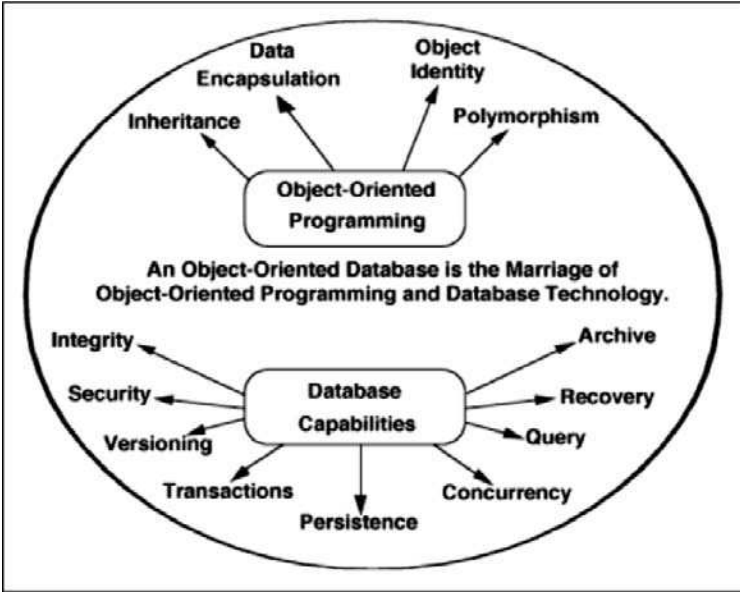 Data
Encapsulation
Object
Identity
Inheritance
Polymorphism
Object-Oriented
Programming
An Object-Oriented Database is the Marriage of
Object-Oriented Programming and Database Technology.
Integrity
Archive
Security
Database
Capabilities
Recovery
Versioning
Query
Transactions
Concurrency
Persistence